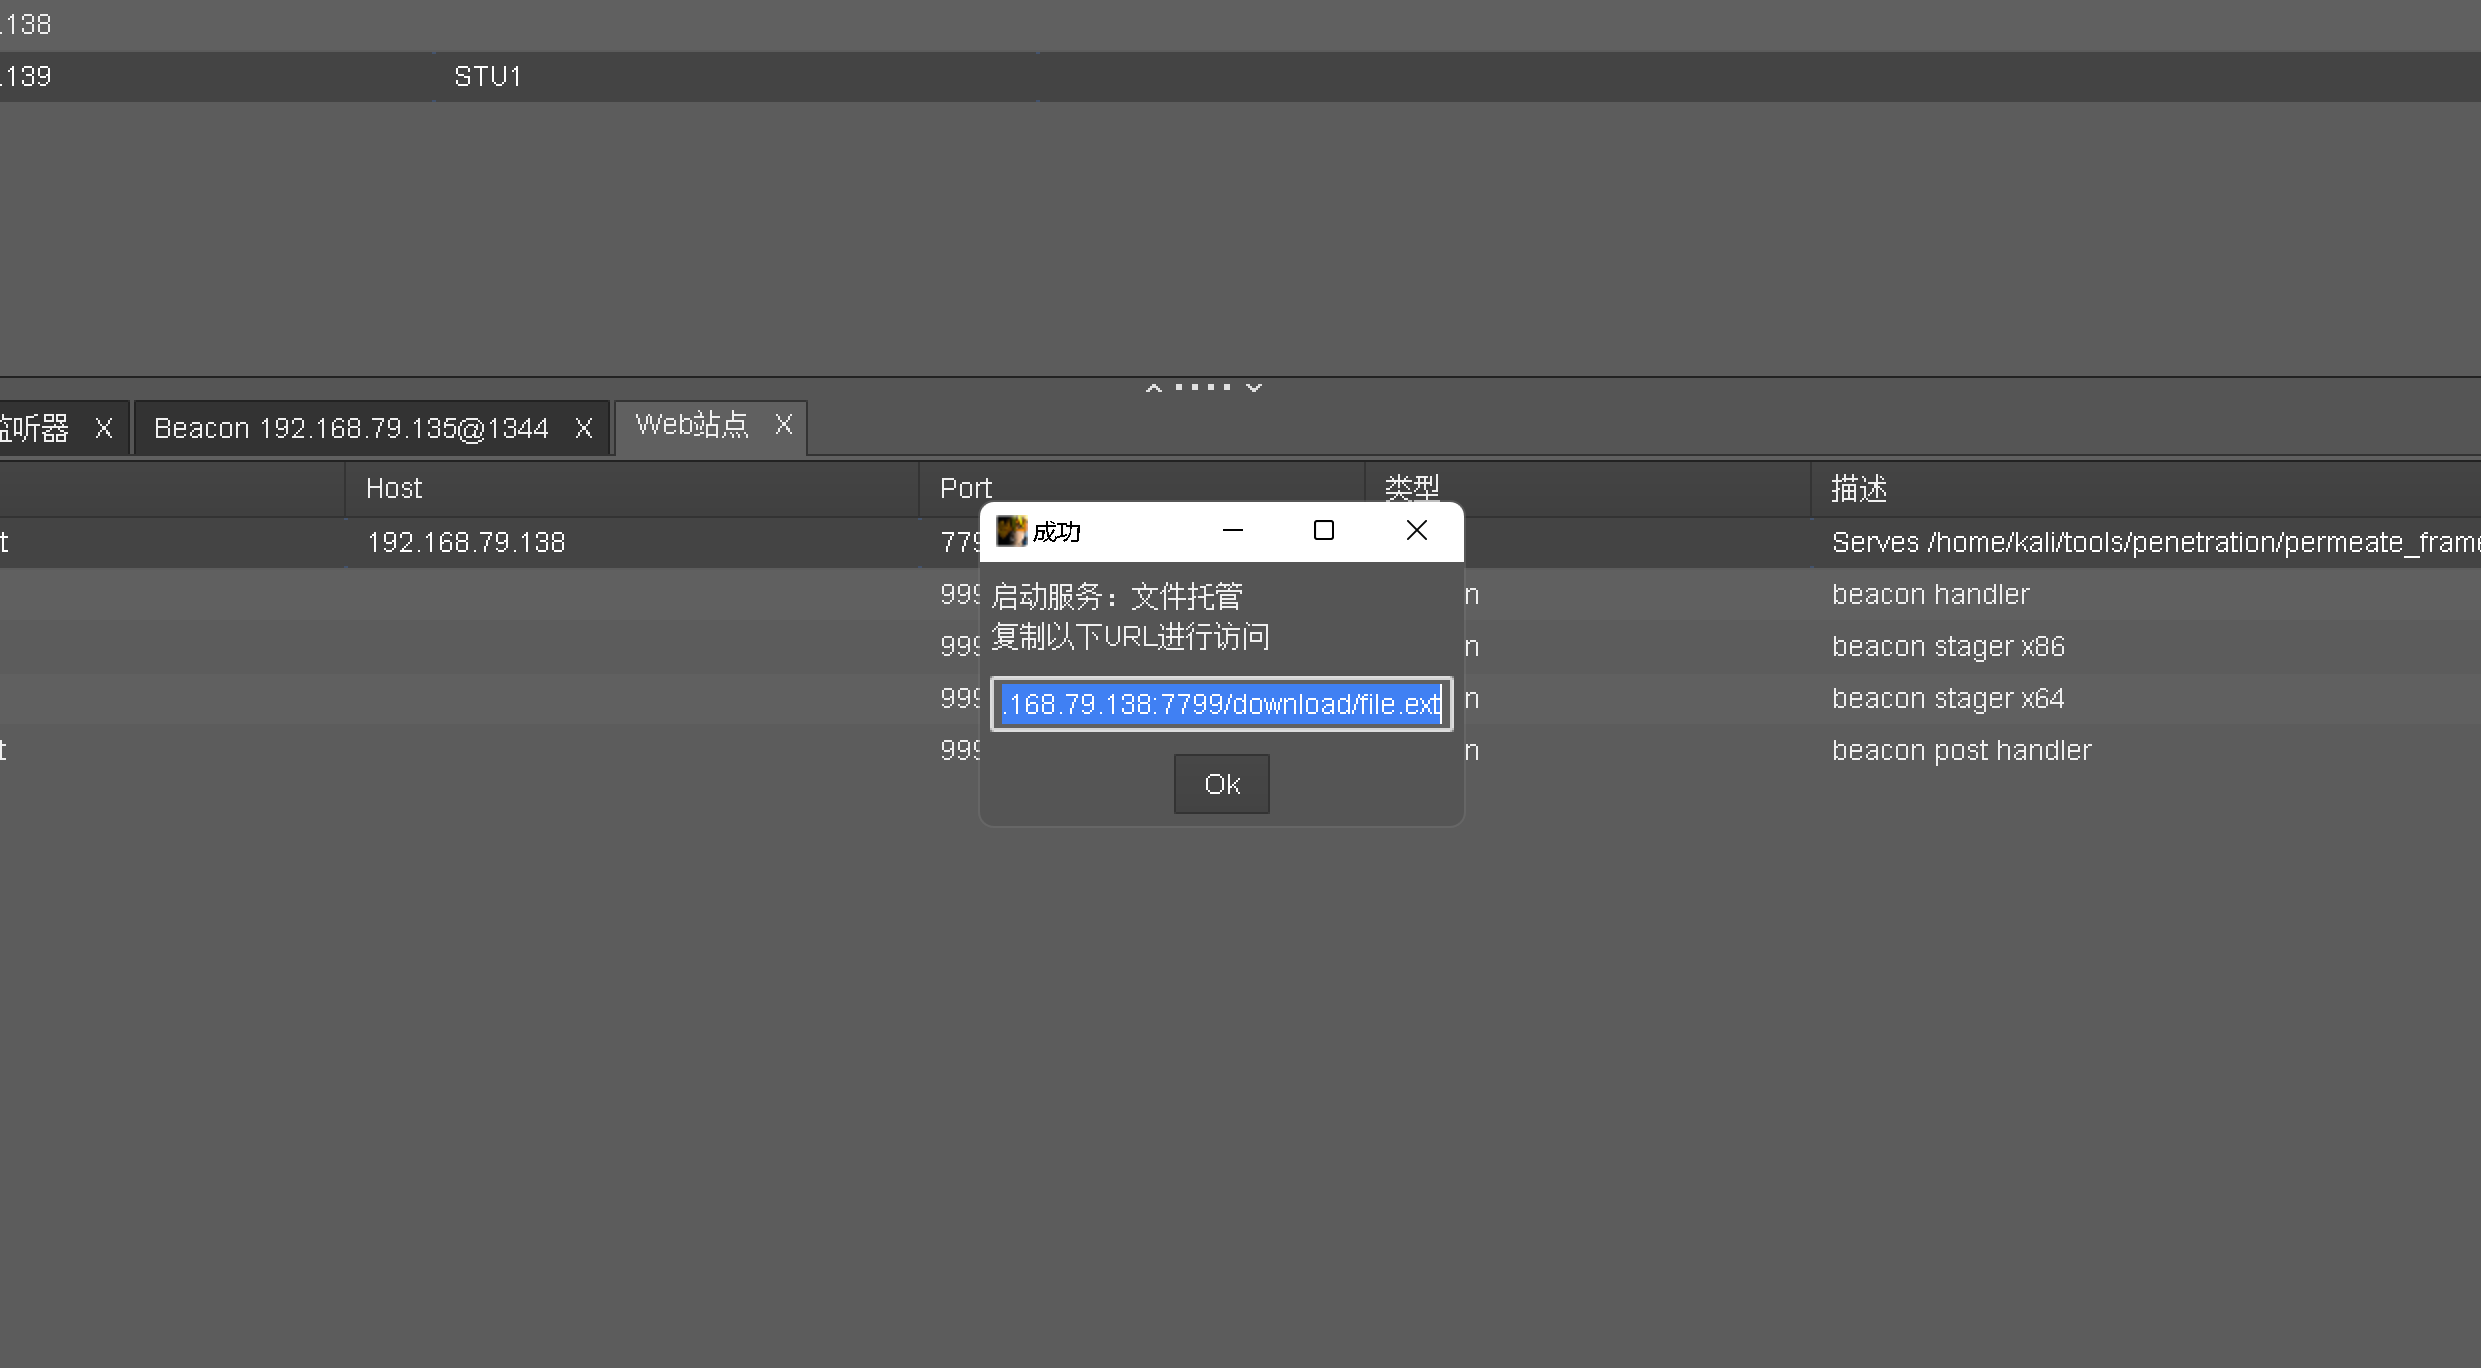 .138
.139 STU1
监听器 X Beacon 192.168.79.135@1344 X Web站点 X
Host Port 类型 描述
t 192.168.79.138 779 Serves /home/kali/tools/penetration/permeate_frame
成功
启动服务：文件托管
999 n beacon handler
复制以下URL进行访问
999 n beacon stager x86
.168.79.138:7799/download/file.ext
999 n beacon stager x64
t 999 n beacon post handler
Ok